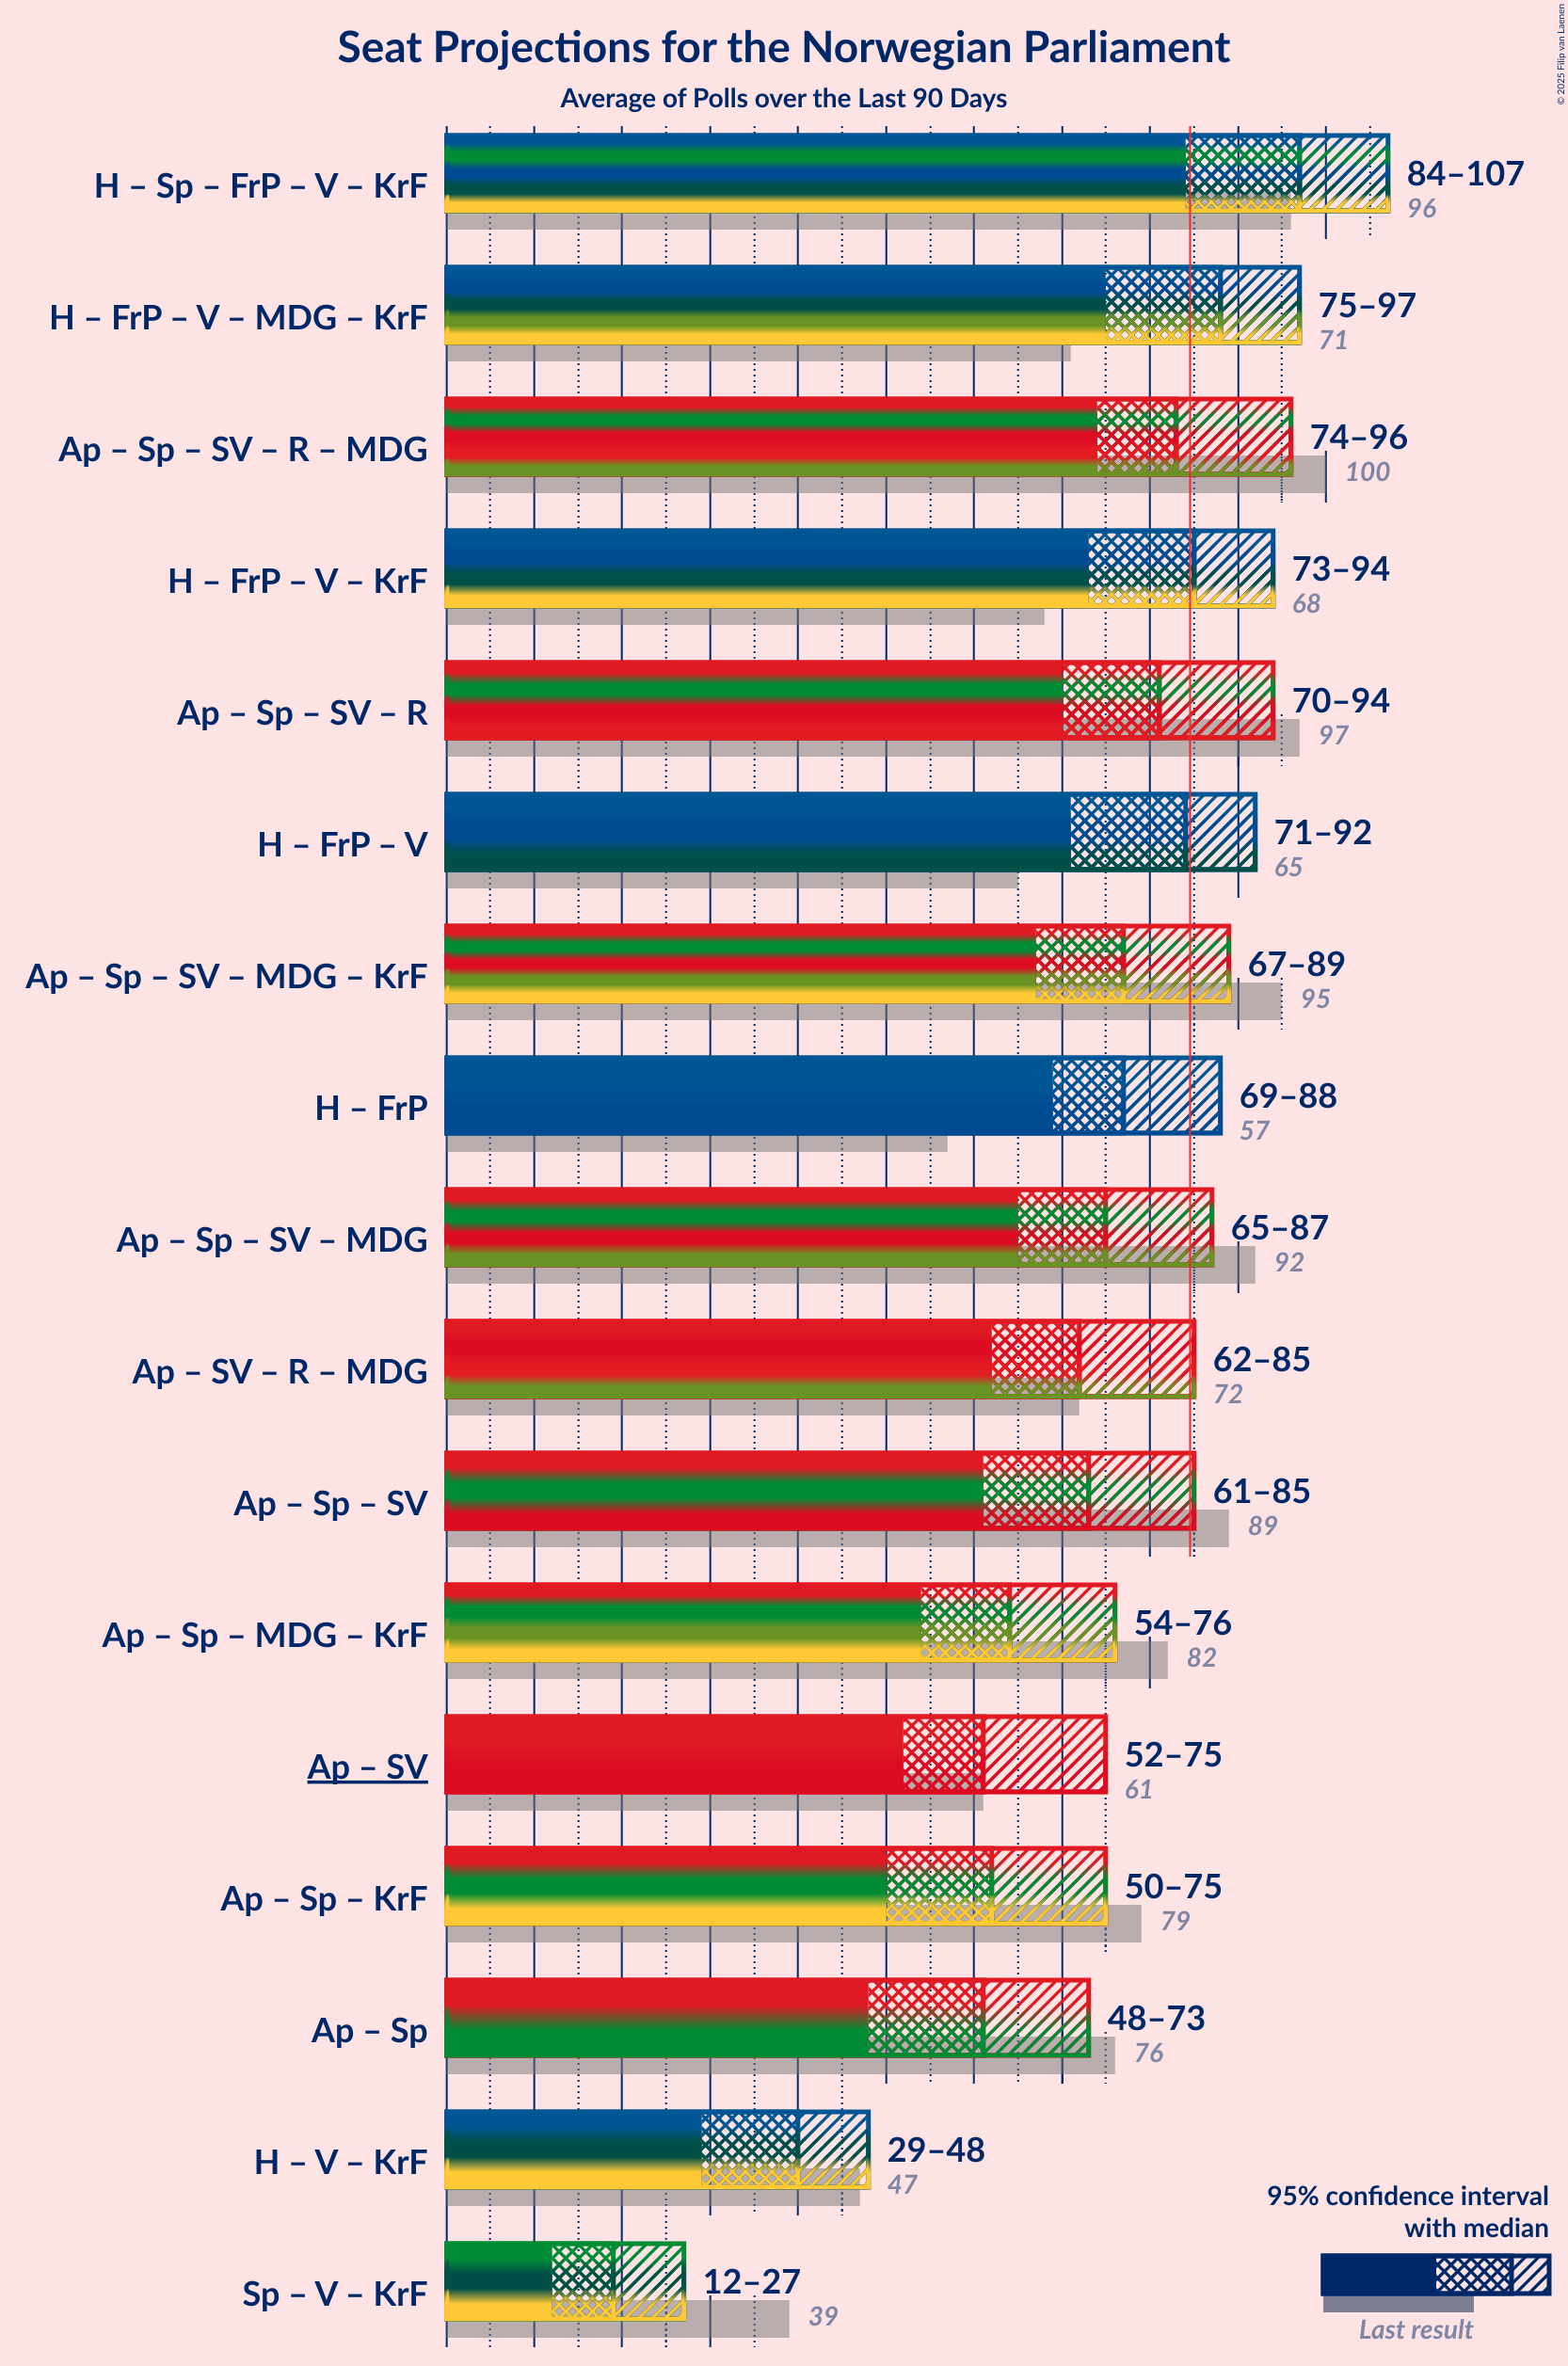 Seat Projections for the Norwegian Parliament
Average of Polls over the Last 90 Days
© 2025 Filip van Laenen
H – Sp – FrP – V – KrF
84–107
96
H – FrP – V – MDG – KrF
75–97
71
Ap – Sp – SV – R – MDG
74–96
100
H – FrP – V – KrF
73–94
68
Ap – Sp – SV – R
70–94
97
H – FrP – V
71–92
65
Ap – Sp – SV – MDG – KrF
67–89
95
H – FrP
69–88
57
Ap – Sp – SV – MDG
65–87
92
Ap – SV – R – MDG
62–85
72
Ap – Sp – SV
61–85
89
Ap – Sp – MDG – KrF
54–76
82
Ap – SV
52–75
61
Ap – Sp – KrF
50–75
79
Ap – Sp
48–73
76
H – V – KrF
29–48
47
Sp – V – KrF
12–27
39
95% confidence interval
with median
Last result